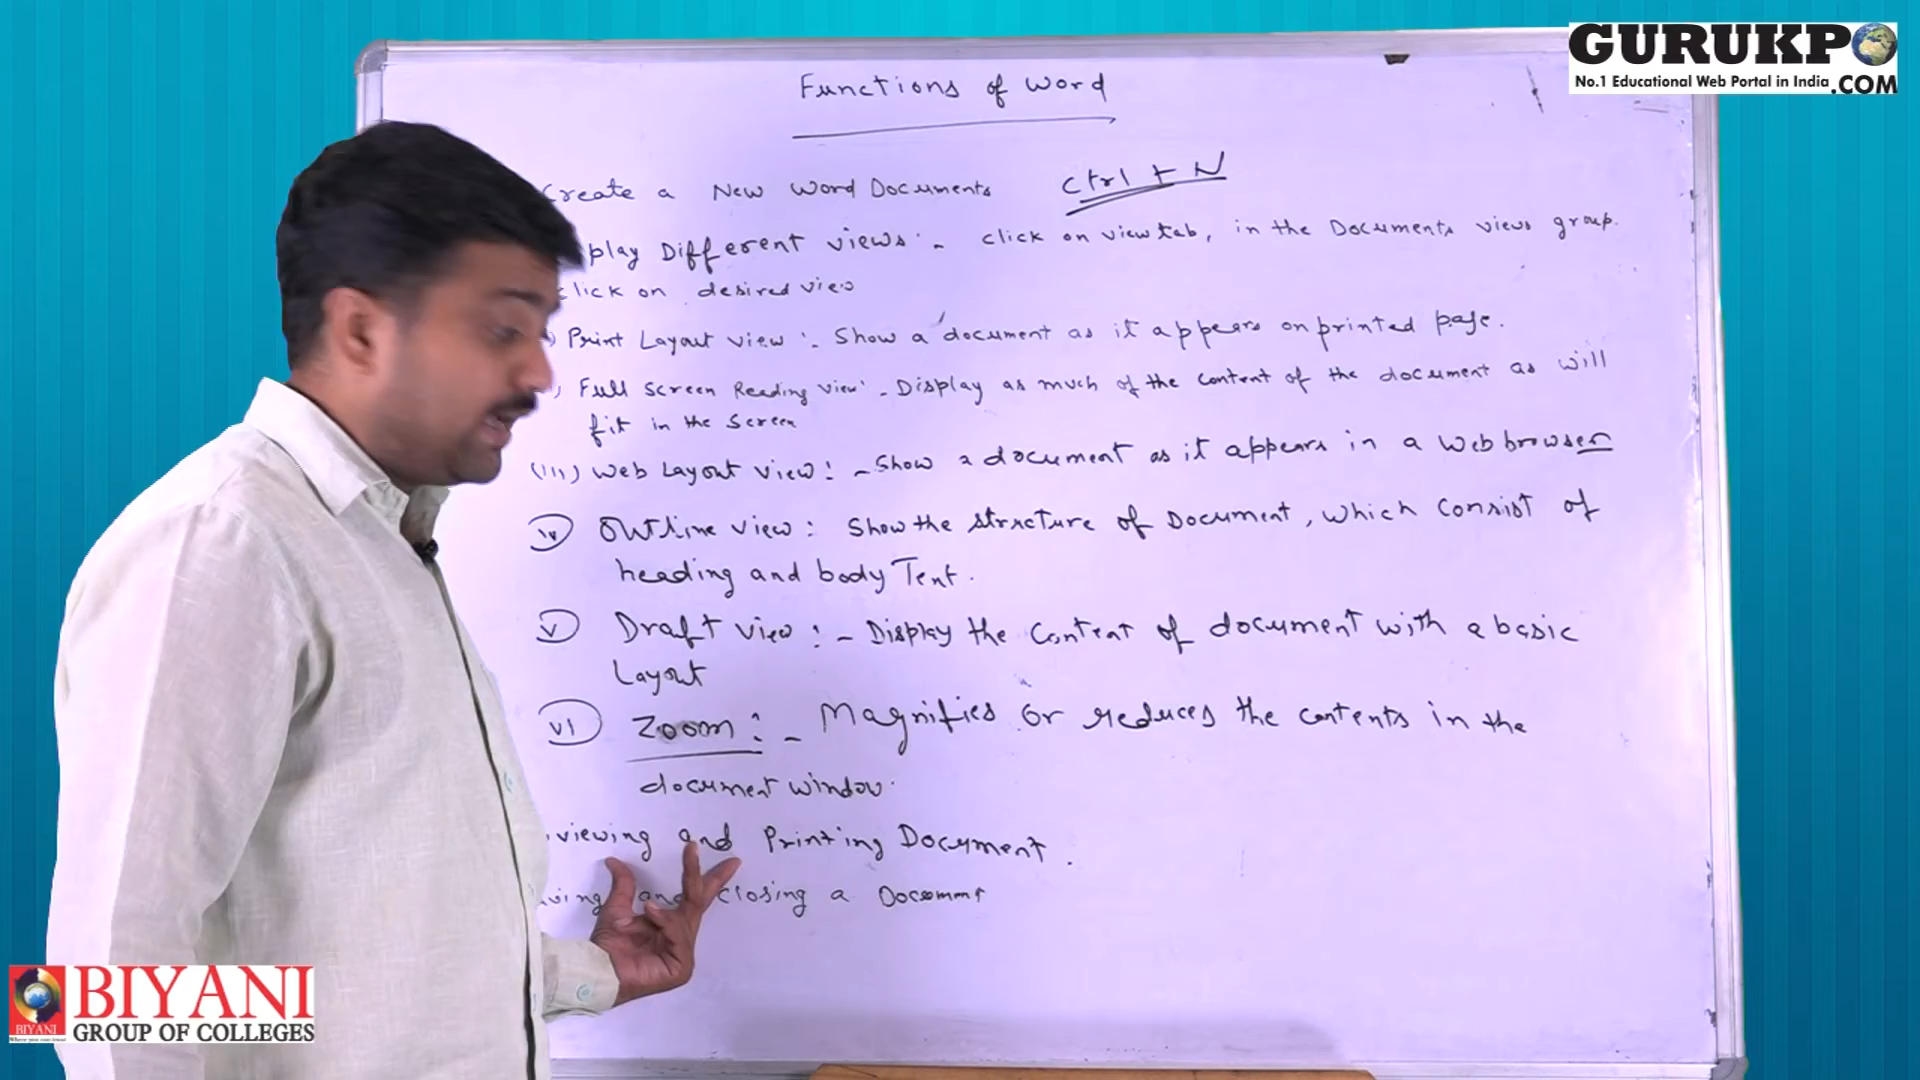 GURUKPO
No.1 Educational Web Portal in India .COM
Functions of Word
Create a New Word Documents Ctrl + N
play Different views :- click on view tab, in the Documents views group.
click on desired view
Print Layout view :- Show a document as it appears on printed page.
) Full Screen Reading view :- Display as much of the content of the document as will
fit in the screen
(iii) Web Layout view :- Show a document as it appears in a web browser
iv Outline view : Show the structure of Document, which consist of
heading and body Text.
v Draft view :- Display the content of document with a basic
Layout
vi Zoom :- Magnifies or reduces the contents in the
document window.
viewing and Printing Document.
ving and closing a Document
BIYANI
BIYANI GROUP OF COLLEGES